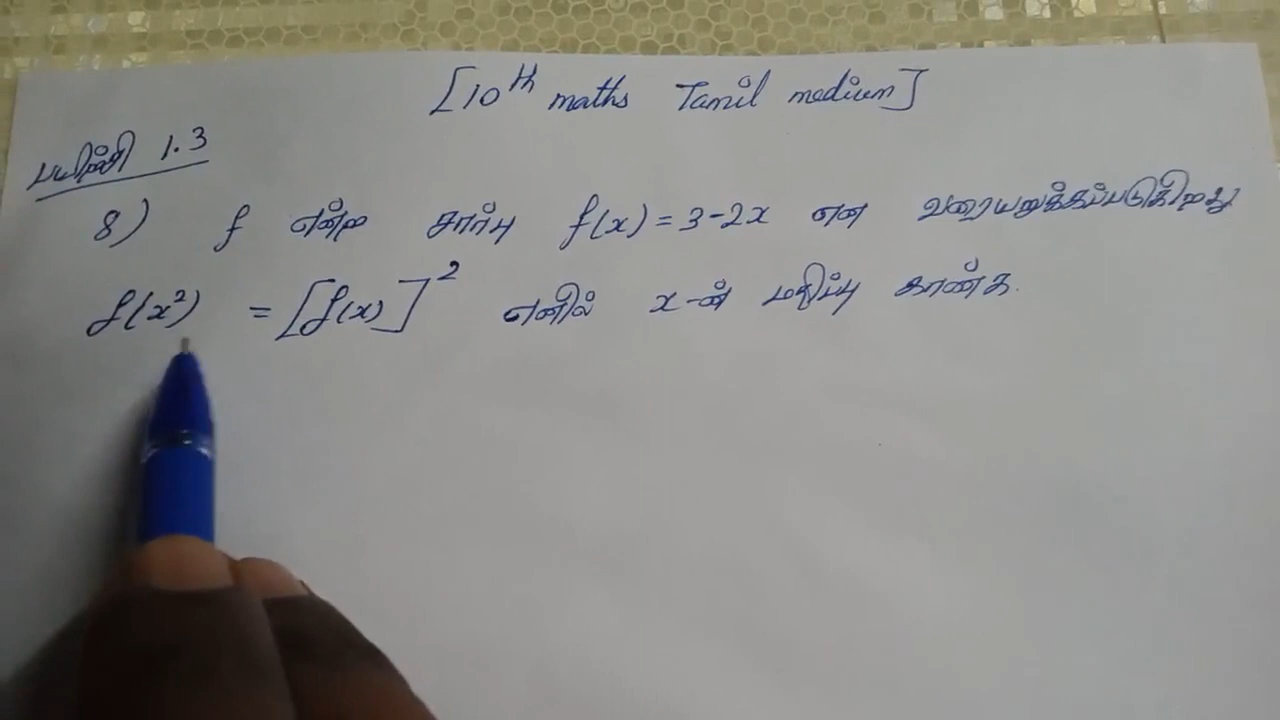 [10th maths Tamil medium]
பயிற்சி 1.3
8) f என்ற சார்பு f(x) = 3-2x என வரையறுக்கப்படுகிறது
f(x²) = [f(x)]² எனில் x-ன் மதிப்பு காண்க.